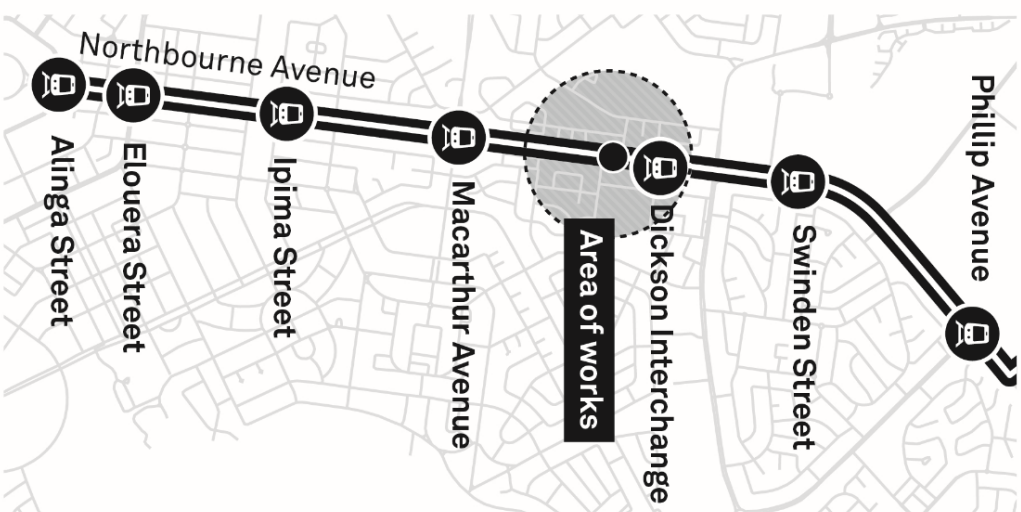 Northbourne Avenue
Alinga Street
Elouera Street
Ipima Street
Macarthur Avenue
Area of works
Dickson Interchange
Swinden Street
Phillip Avenue